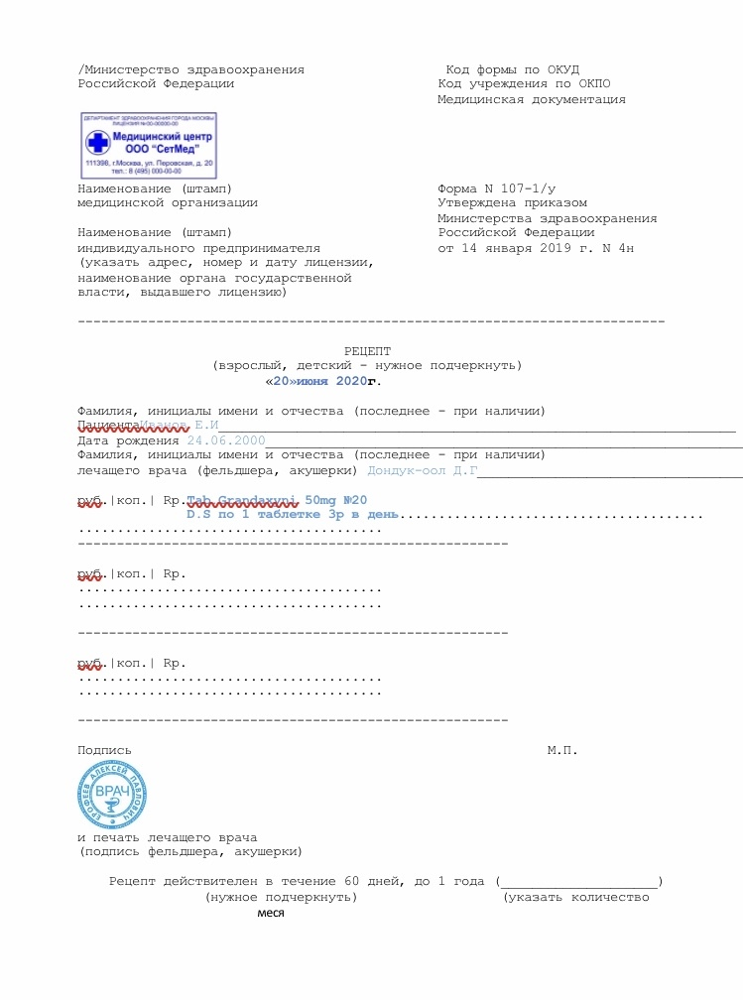 /Министерство здравоохранения Код формы по ОКУД
Российской Федерации Код учреждения по ОКПО
Медицинская документация
ДЕПАРТАМЕНТ ЗДРАВООХРАНЕНИЯ ГОРОДА МОСКВЫ
ЛИЦЕНЗИЯ №00-00000-00
Медицинский центр
ООО "СетМед"
111398, г.Москва, ул. Перовская, д. 20
тел.: 8 (495) 000-00-00
Наименование (штамп) Форма N 107-1/у
медицинской организации Утверждена приказом
Министерства здравоохранения
Наименование (штамп) Российской Федерации
индивидуального предпринимателя от 14 января 2019 г. N 4н
(указать адрес, номер и дату лицензии,
наименование органа государственной
власти, выдавшего лицензию)
---------------------------------------------------------------------------
РЕЦЕПТ
(взрослый, детский - нужное подчеркнуть)
«20»июня 2020г.
Фамилия, инициалы имени и отчества (последнее - при наличии)
ПациентаИванов Е.И__________________________________________________________________
Дата рождения 24.06.2000_____________________________________________________________
Фамилия, инициалы имени и отчества (последнее - при наличии)
лечащего врача (фельдшера, акушерки) Дондук-оол Д.Г__________________________________
руб.|коп.| Rp.Tab Grandaxyni 50mg №20
D.S по 1 таблетке 3р в день.......................................
.......................................
-------------------------------------------------------
руб.|коп.| Rp.
.......................................
.......................................
-------------------------------------------------------
руб.|коп.| Rp.
.......................................
.......................................
-------------------------------------------------------
Подпись М.П.
ЕРОФЕЕВ АЛЕКСЕЙ ПАВЛОВИЧ
ВРАЧ
и печать лечащего врача
(подпись фельдшера, акушерки)
Рецепт действителен в течение 60 дней, до 1 года (____________________)
(нужное подчеркнуть) (указать количество
меся